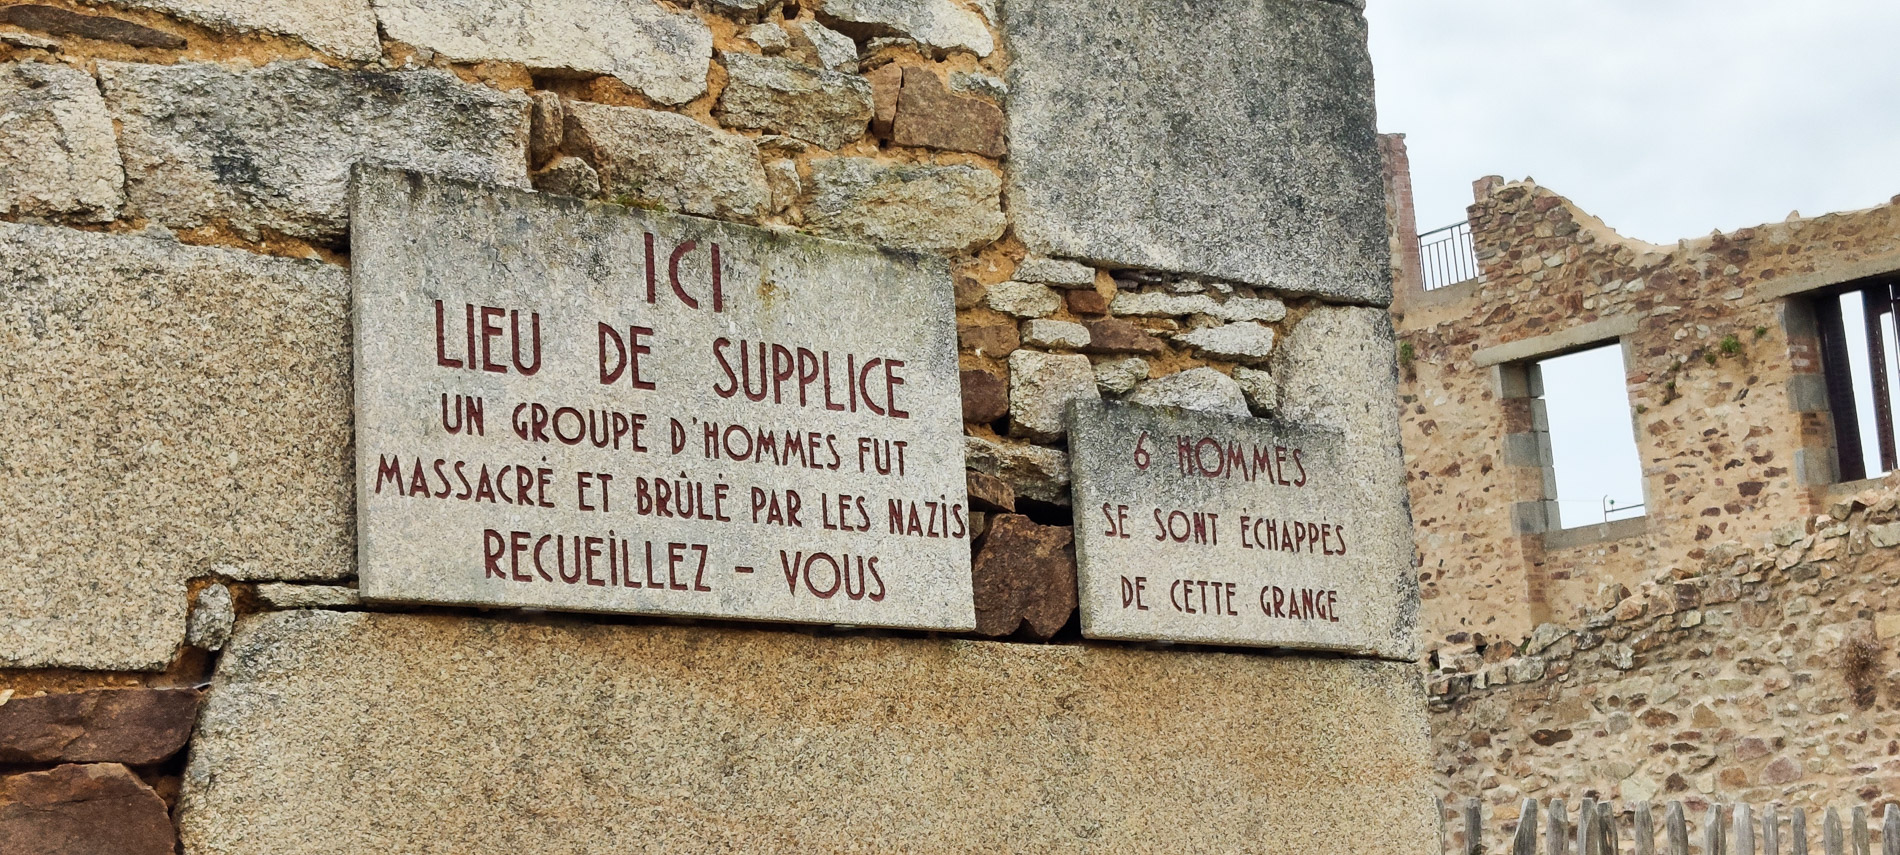 ICI
LIEU DE SUPPLICE
UN GROUPE D'HOMMES FUT
MASSACRÉ ET BRÛLÉ PAR LES NAZIS
RECUEILLEZ - VOUS
6 HOMMES
SE SONT ÉCHAPPÉS
DE CETTE GRANGE